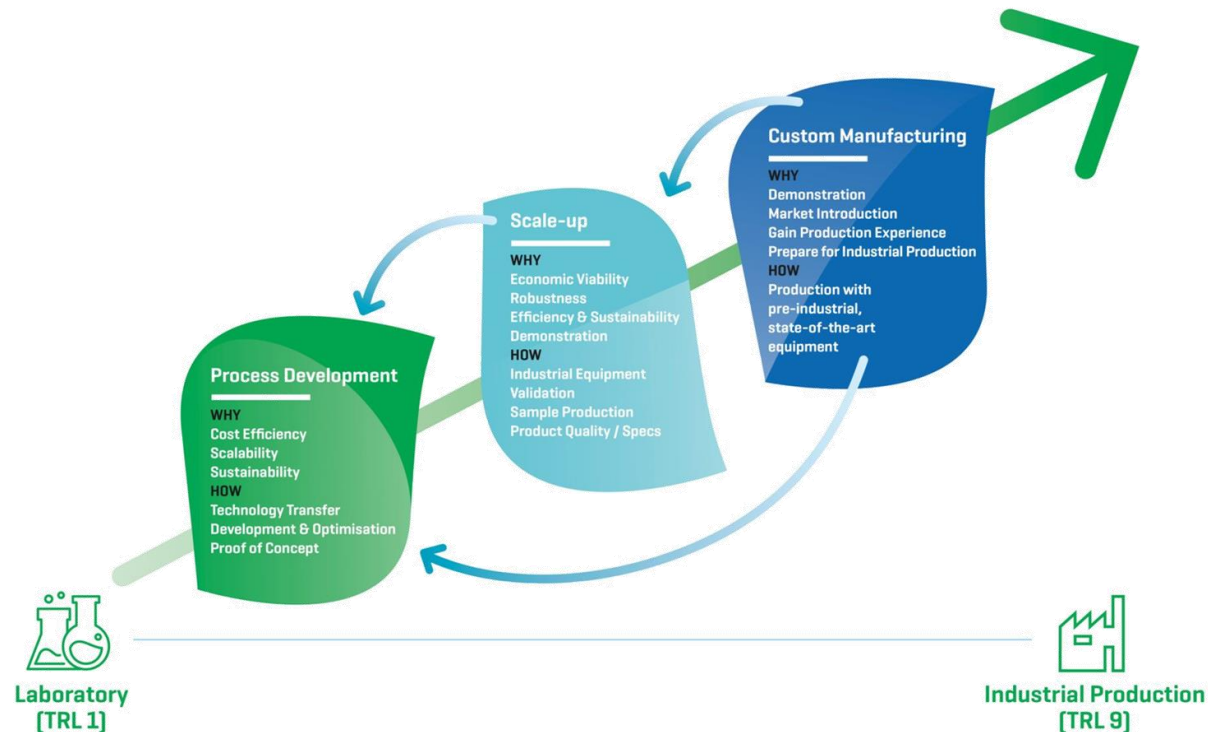 Custom Manufacturing
WHY
Demonstration
Market Introduction
Gain Production Experience
Prepare for Industrial Production
HOW
Production with
pre-industrial,
state-of-the-art
equipment
Scale-up
WHY
Economic Viability
Robustness
Efficiency & Sustainability
Demonstration
HOW
Industrial Equipment
Validation
Sample Production
Product Quality / Specs
Process Development
WHY
Cost Efficiency
Scalability
Sustainability
HOW
Technology Transfer
Development & Optimisation
Proof of Concept
Laboratory
(TRL 1)
Industrial Production
(TRL 9)